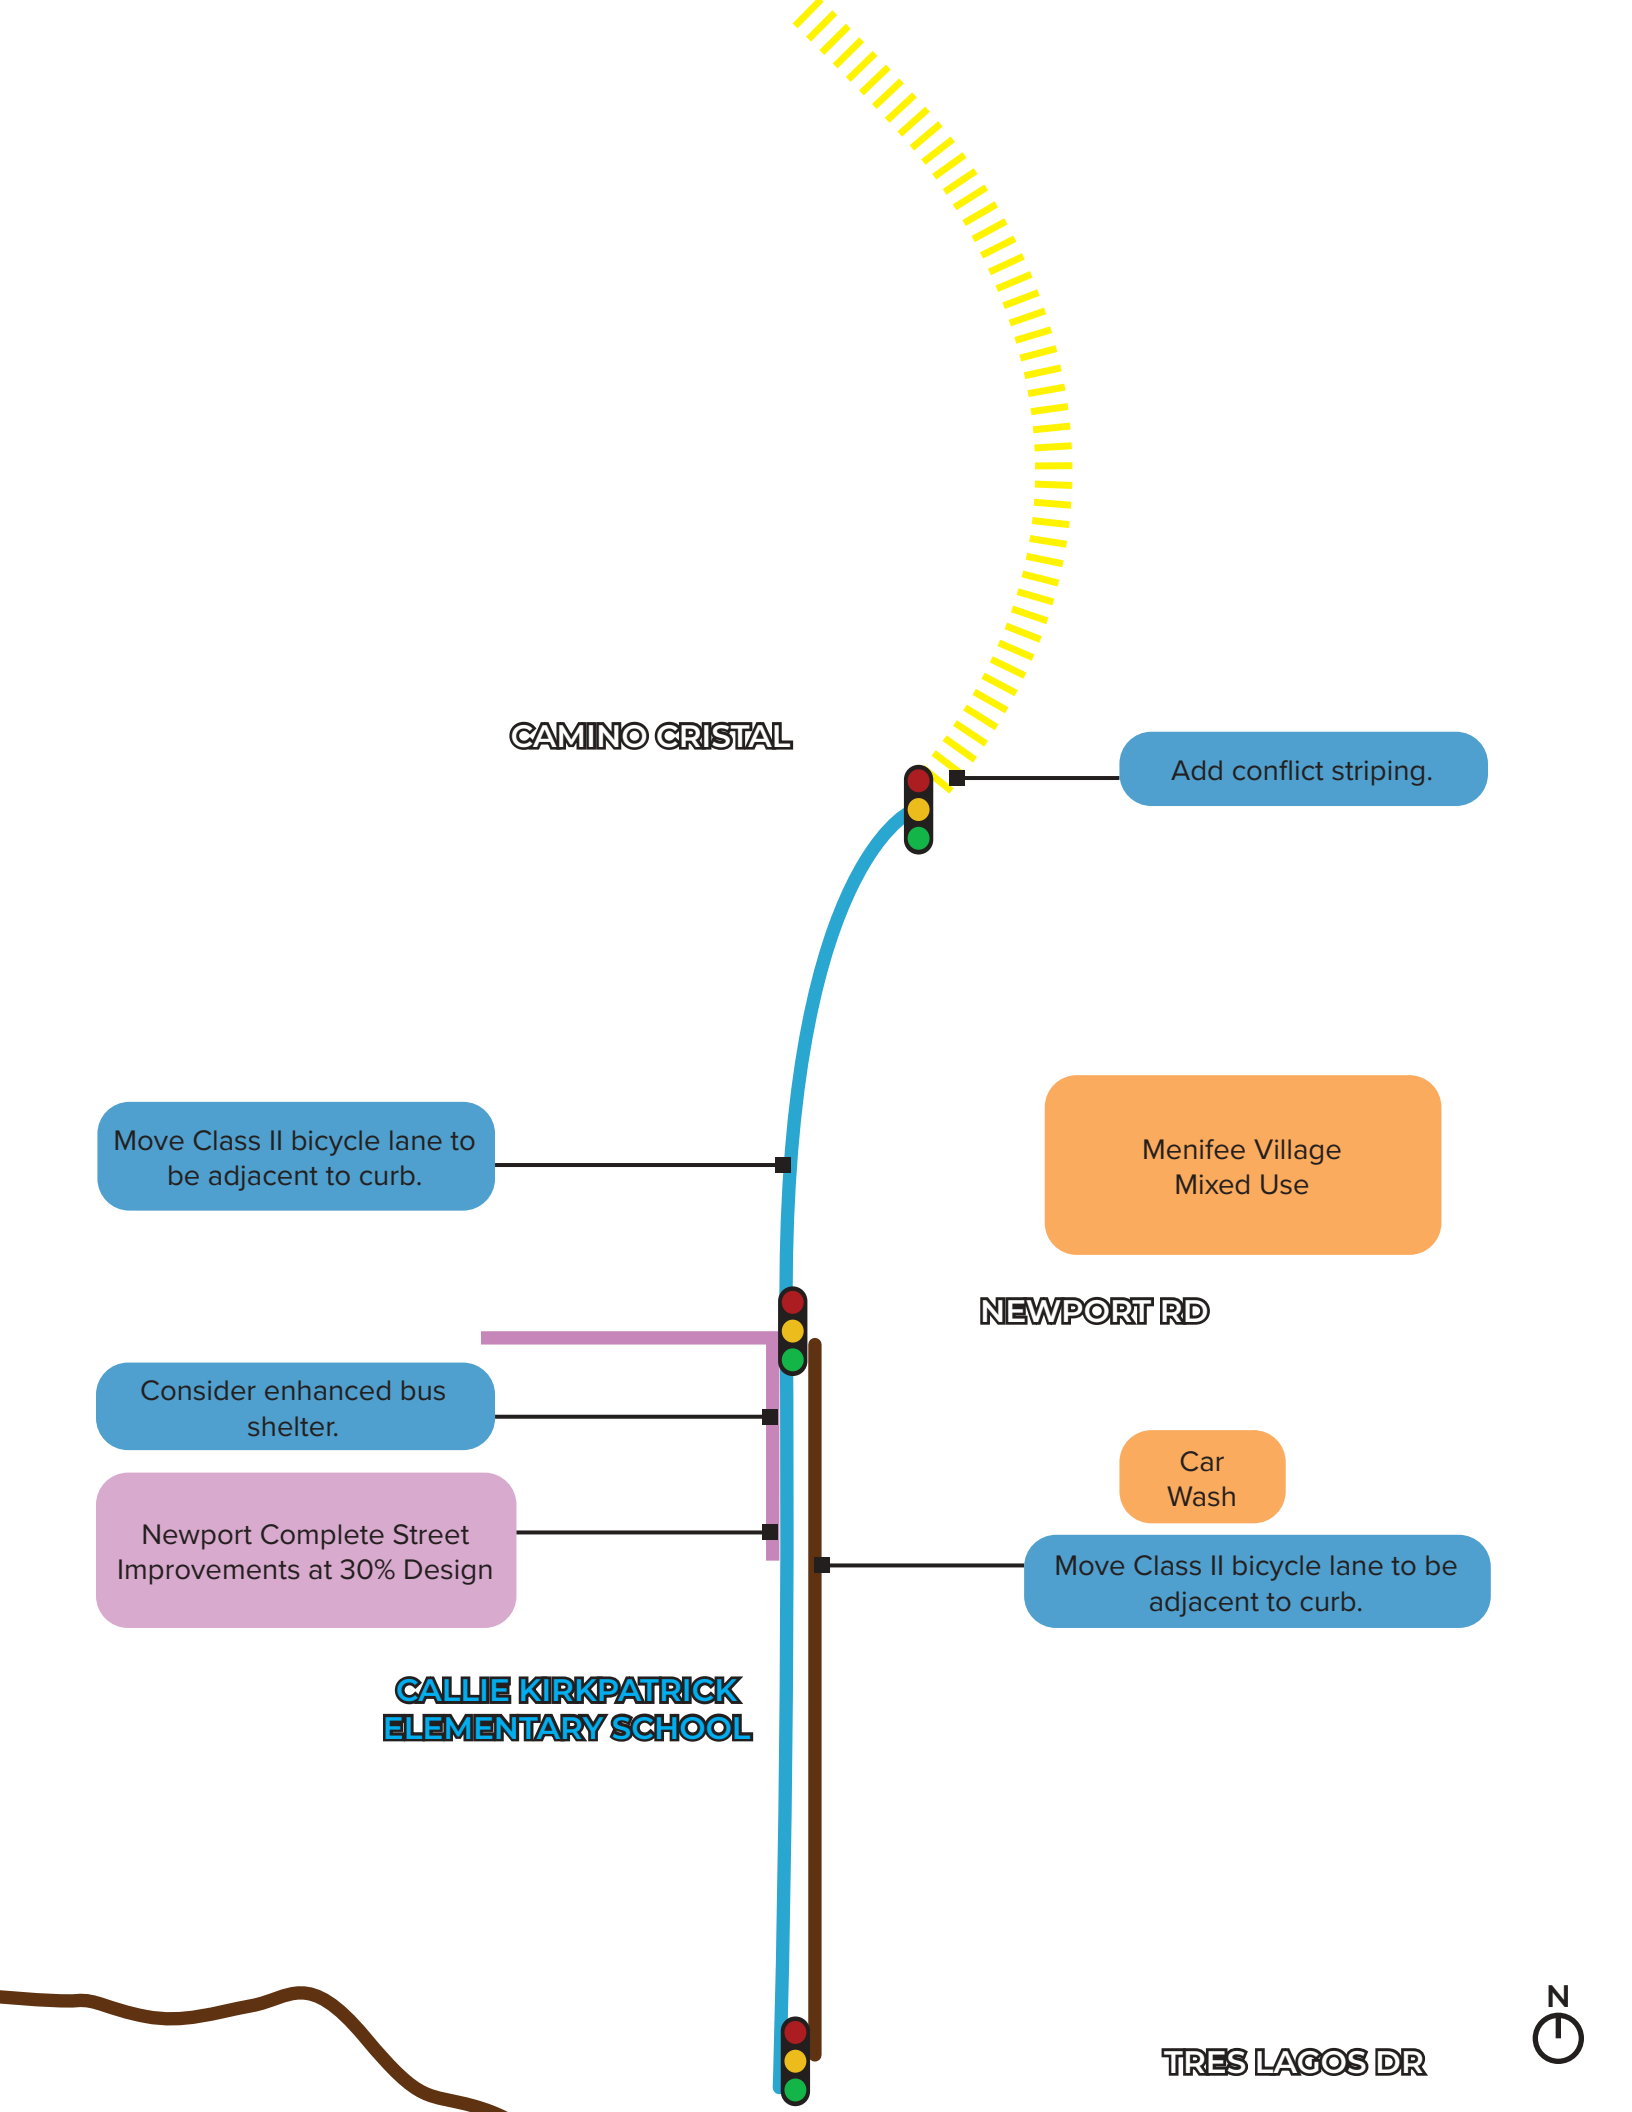 CAMINO CRISTAL
Add conflict striping.
Move Class II bicycle lane to
be adjacent to curb.
Menifee Village
Mixed Use
NEWPORT RD
Consider enhanced bus
shelter.
Car
Wash
Newport Complete Street
Improvements at 30% Design
Move Class II bicycle lane to be
adjacent to curb.
CALLIE KIRKPATRICK
ELEMENTARY SCHOOL
N
TRES LAGOS DR